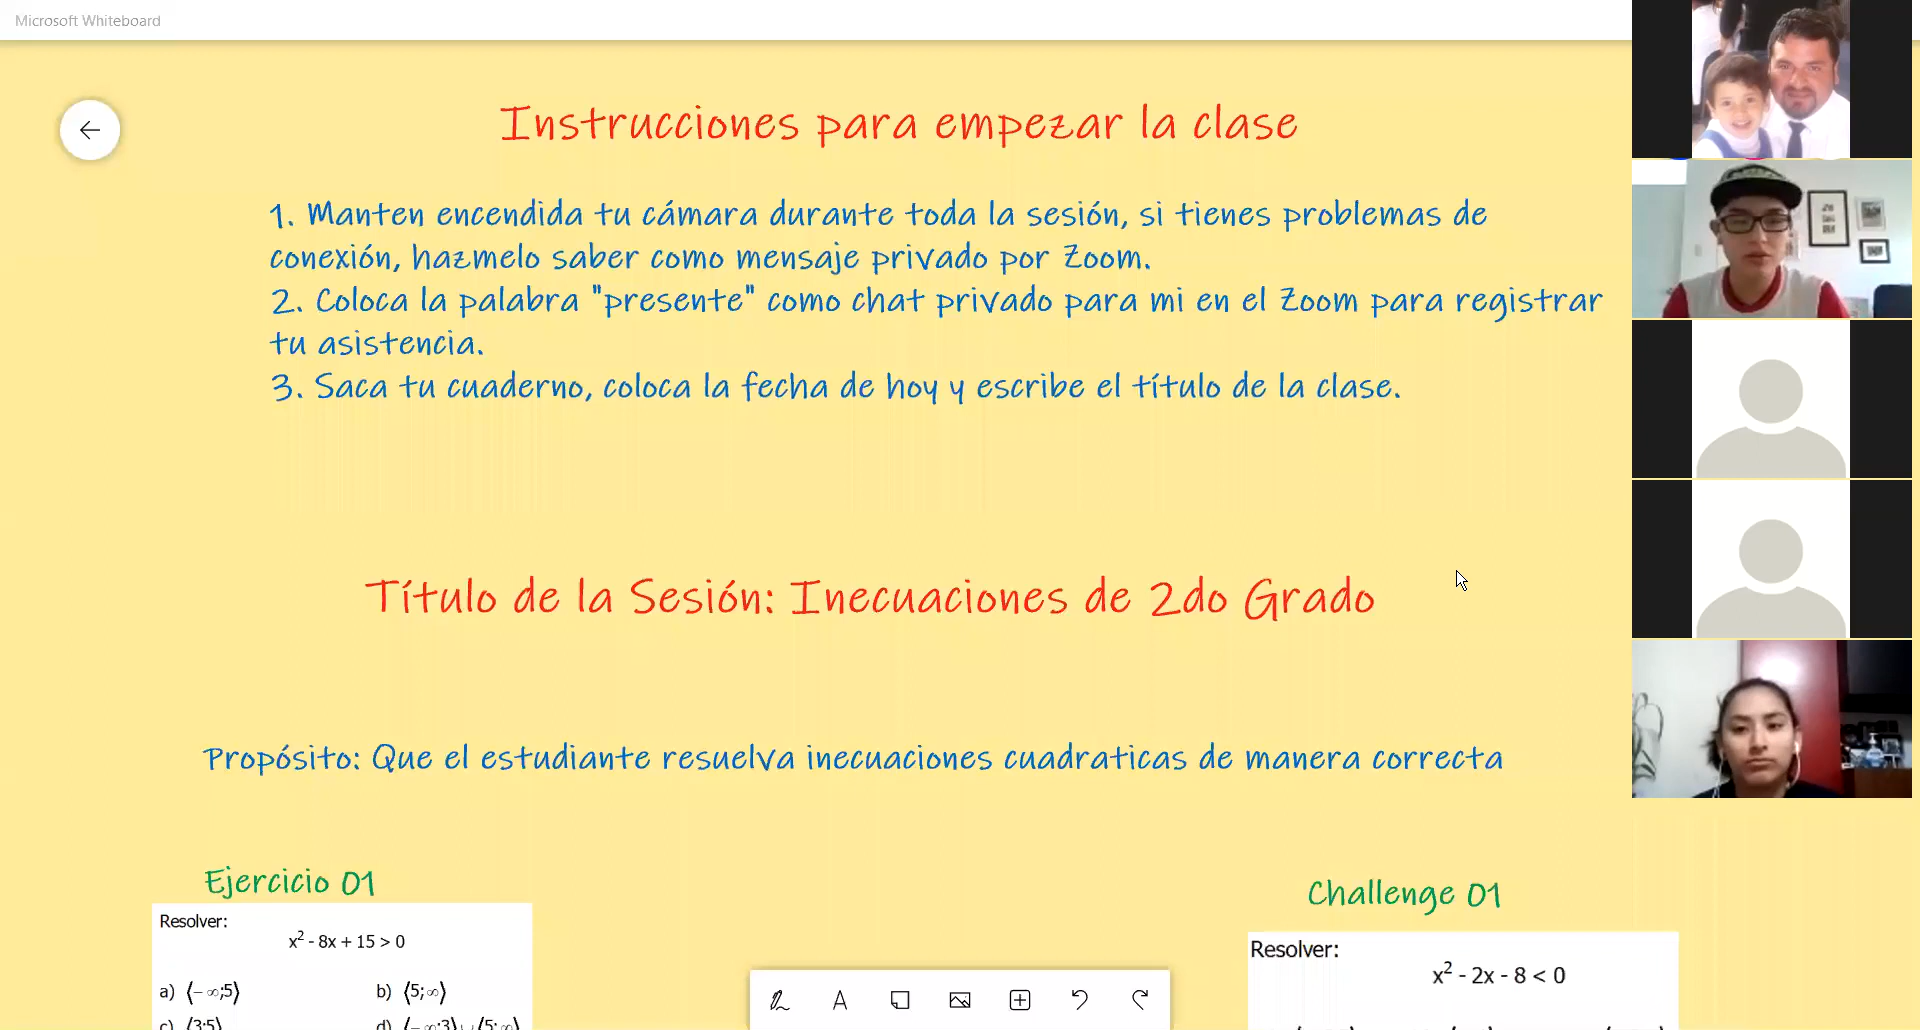 Microsoft Whiteboard
Instrucciones para empezar la clase
1. Manten encendida tu cámara durante toda la sesión, si tienes problemas de
conexión, hazmelo saber como mensaje privado por Zoom.
2. Coloca la palabra "presente" como chat privado para mi en el Zoom para registrar
tu asistencia.
3. Saca tu cuaderno, coloca la fecha de hoy y escribe el título de la clase.
Título de la Sesión: Inecuaciones de 2do Grado
Propósito: Que el estudiante resuelva inecuaciones cuadraticas de manera correcta
Ejercicio 01
Resolver:
x² - 8x + 15 > 0
a) ⟨-∞;5⟩ b) ⟨5;∞⟩
c) ⟨3;5⟩ d) ⟨-∞;3⟩∪⟨5;∞⟩
Challenge 01
Resolver:
x² - 2x - 8 < 0